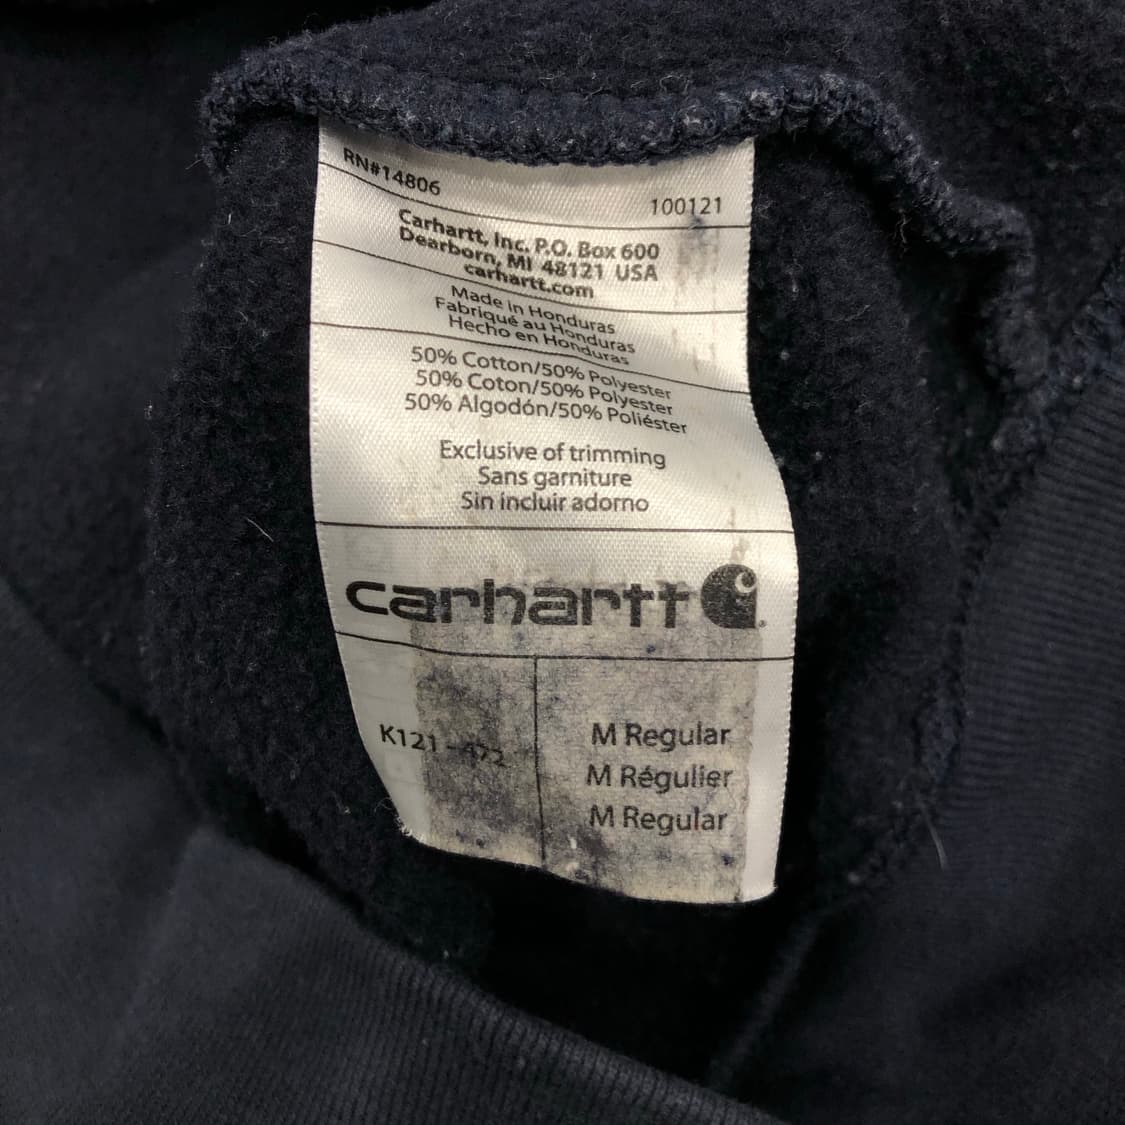 RN#14806
100121
Carhartt, Inc. P.O. Box 600
Dearborn, MI 48121 USA
carhartt.com
Made in Honduras
Fabriqué au Honduras
Hecho en Honduras
50% Cotton/50% Polyester
50% Coton/50% Polyester
50% Algodón/50% Poliéster
Exclusive of trimming
Sans garniture
Sin incluir adorno
carhartt
K121 - 472
M Regular
M Régulier
M Regular